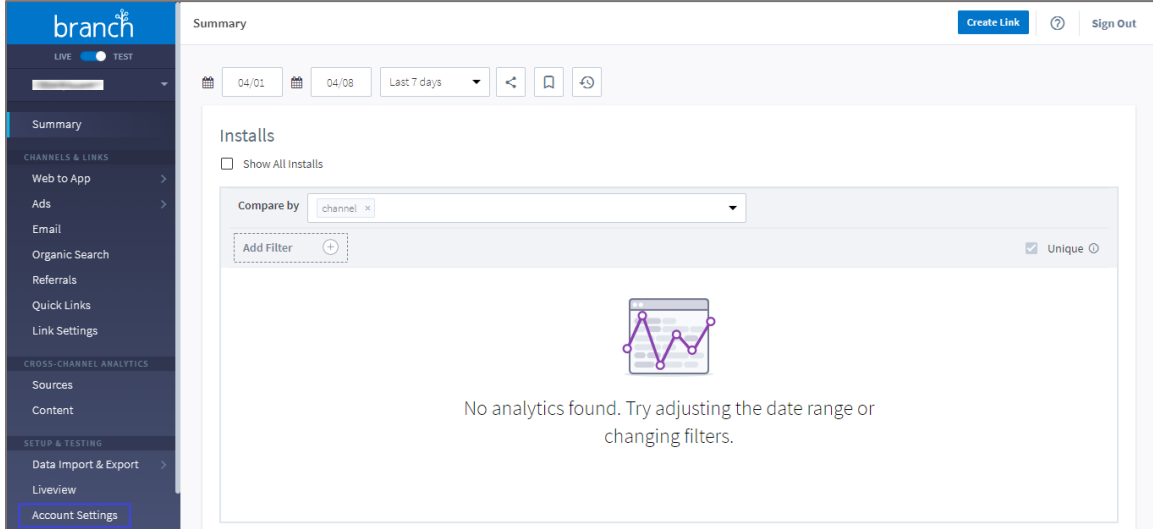 branch
Summary
Create Link
Sign Out
LIVE TEST
04/01
04/08
Last 7 days
Summary
CHANNELS & LINKS
Web to App
Ads
Email
Organic Search
Referrals
Quick Links
Link Settings
CROSS-CHANNEL ANALYTICS
Sources
Content
SETUP & TESTING
Data Import & Export
Liveview
Account Settings
Installs
Show All Installs
Compare by channel ×
Add Filter
Unique
No analytics found. Try adjusting the date range or
changing filters.